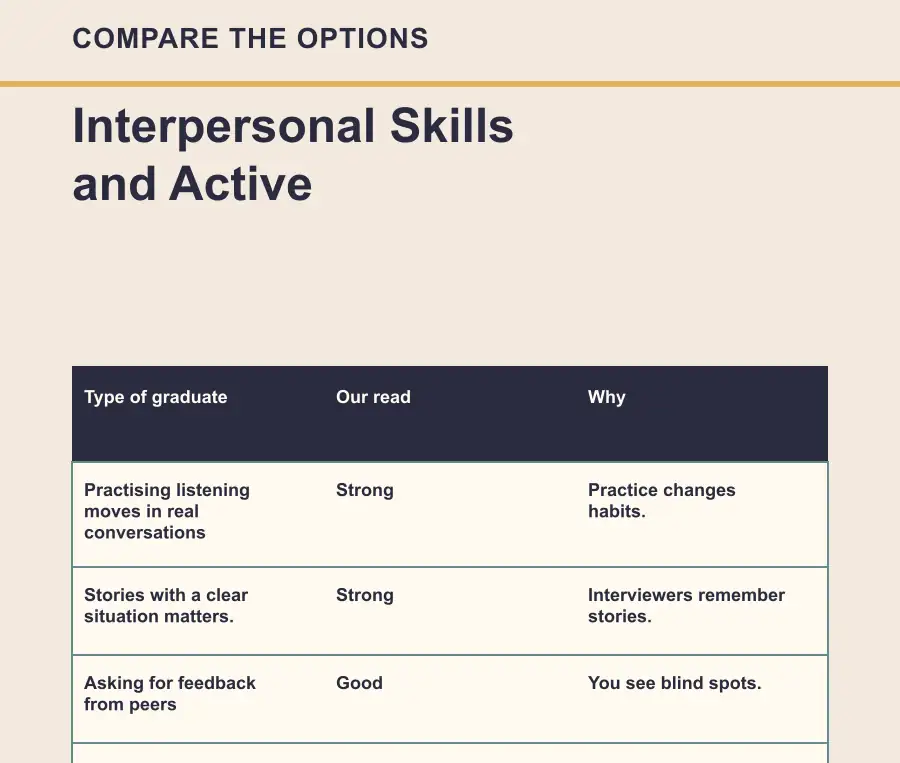 COMPARE THE OPTIONS
Interpersonal Skills
and Active
Type of graduate
Our read
Why
Practising listening
moves in real
conversations
Strong
Practice changes
habits.
Stories with a clear
situation matters.
Strong
Interviewers remember
stories.
Asking for feedback
from peers
Good
You see blind spots.